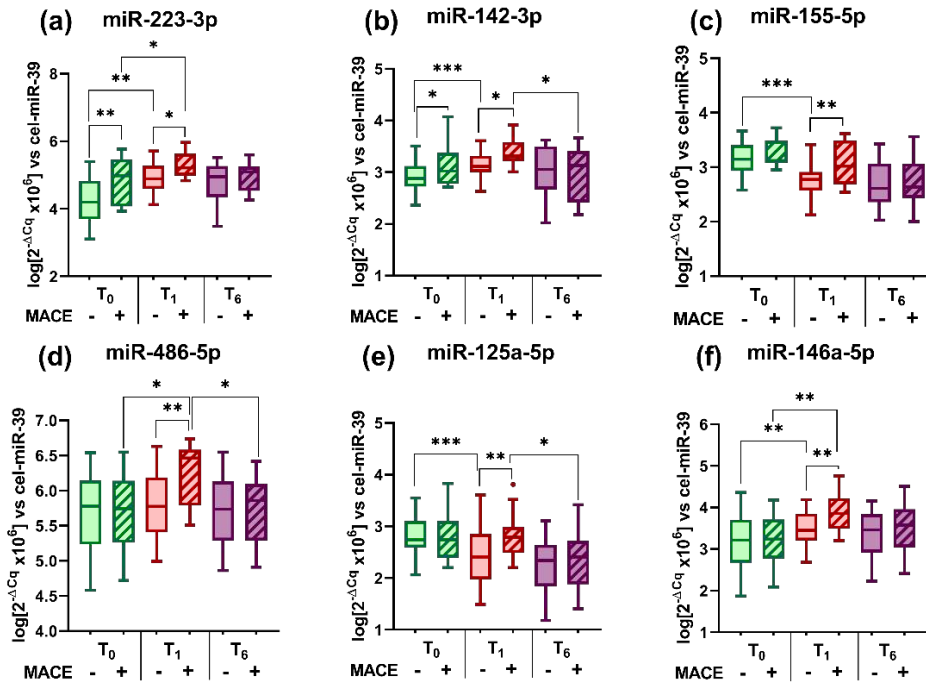 (a) miR-223-3p
log[2^-ΔCq x10^6] vs cel-miR-39
8
6
4
2
** ** * * *
T0 T1 T6
MACE - + - + - +
(b) miR-142-3p
log[2^-ΔCq x10^6] vs cel-miR-39
5
4
3
2
1
*** * * *
T0 T1 T6
MACE - + - + - +
(c) miR-155-5p
log[2^-ΔCq x10^6] vs cel-miR-39
5
4
3
2
1
*** **
T0 T1 T6
MACE - + - + - +
(d) miR-486-5p
log[2^-ΔCq x10^6] vs cel-miR-39
7.0
6.5
6.0
5.5
5.0
4.5
4.0
* ** *
T0 T1 T6
MACE - + - + - +
(e) miR-125a-5p
log[2^-ΔCq x10^6] vs cel-miR-39
5
4
3
2
1
*** ** *
T0 T1 T6
MACE - + - + - +
(f) miR-146a-5p
log[2^-ΔCq x10^6] vs cel-miR-39
6
5
4
3
2
1
** ** **
T0 T1 T6
MACE - + - + - +